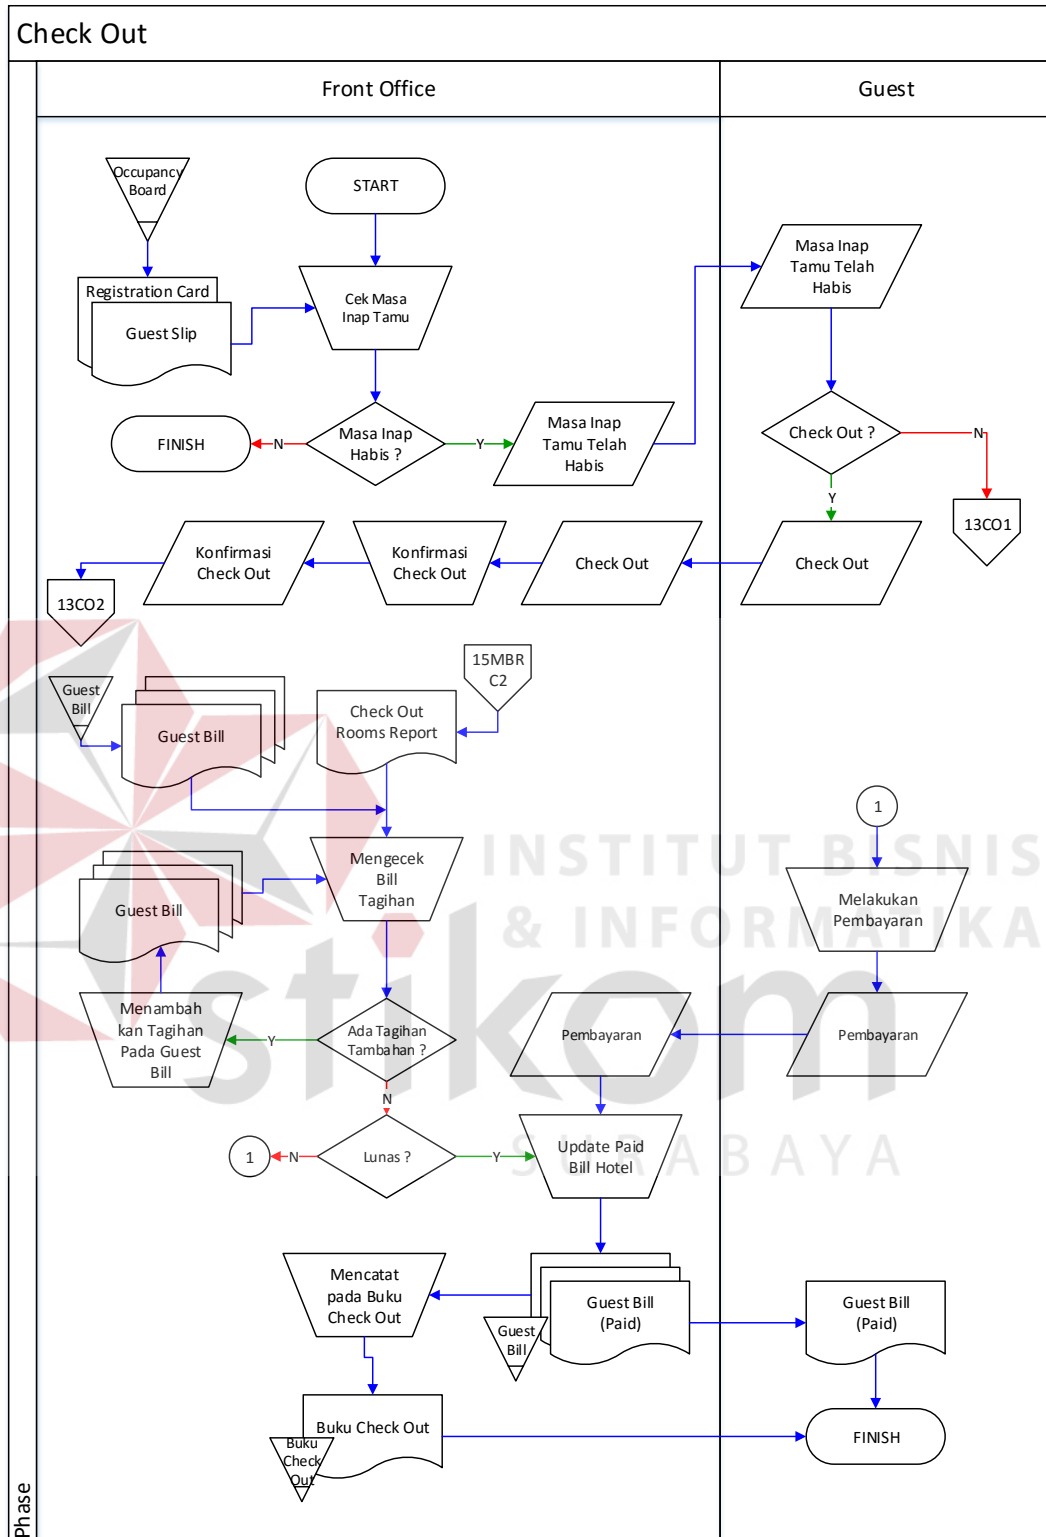 Check Out
Front Office
Guest
Phase
Occupancy
Board
START
Registration Card
Guest Slip
Cek Masa
Inap Tamu
Masa Inap
Tamu Telah
Habis
FINISH
N
Masa Inap
Habis ?
Y
Masa Inap
Tamu Telah
Habis
Check Out ?
N
Y
13CO1
Konfirmasi
Check Out
Konfirmasi
Check Out
Check Out
Check Out
13CO2
15MBR
C2
Guest
Bill
Guest Bill
Check Out
Rooms Report
1
Mengecek
Bill
Tagihan
Guest Bill
Melakukan
Pembayaran
INSTITUT BISNIS
& INFORMATIKA
stikom
SURABAYA
Menambah
kan Tagihan
Pada Guest
Bill
Y
Ada Tagihan
Tambahan ?
N
Pembayaran
Pembayaran
1
N
Lunas ?
Y
Update Paid
Bill Hotel
Mencatat
pada Buku
Check Out
Guest Bill
(Paid)
Guest
Bill
Guest Bill
(Paid)
Buku Check Out
Buku
Check
Out
FINISH